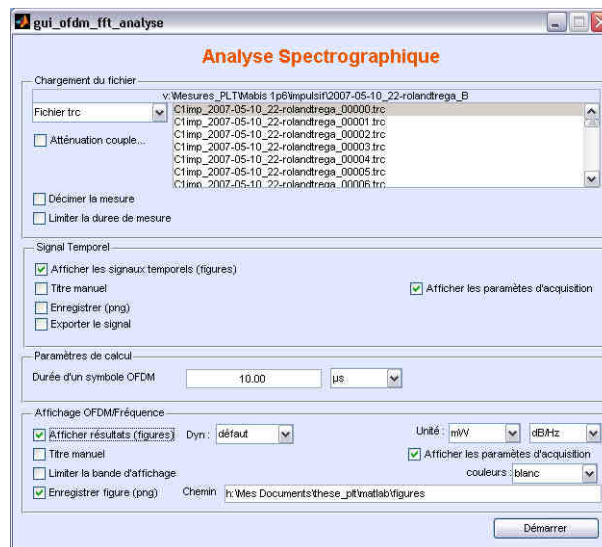 gui_ofdm_fft_analyse
Analyse Spectrographique
Chargement du fichier
v:\Mesures_PLT\Mabis 1p6\impulsif\2007-05-10_22-rolandtrega_B
Fichier trc
C1imp_2007-05-10_22-rolandtrega_00000.trc
C1imp_2007-05-10_22-rolandtrega_00001.trc
C1imp_2007-05-10_22-rolandtrega_00002.trc
C1imp_2007-05-10_22-rolandtrega_00003.trc
C1imp_2007-05-10_22-rolandtrega_00004.trc
C1imp_2007-05-10_22-rolandtrega_00005.trc
C1imp_2007-05-10_22-rolandtrega_00006.trc
Atténuation couple...
Décimer la mesure
Limiter la duree de mesure
Signal Temporel
Afficher les signaux temporels (figures)
Titre manuel
Afficher les paramètes d'acquisition
Enregistrer (png)
Exporter le signal
Paramètres de calcul
Durée d'un symbole OFDM 10.00 µs
Affichage OFDM/Fréquence
Afficher résultats (figures) Dyn : défaut Unité : mW dB/Hz
Titre manuel
Afficher les paramètes d'acquisition
Limiter la bande d'affichage
couleurs : blanc
Enregistrer figure (png) Chemin h:\Mes Documents\these_plt\matlab\figures
Démarrer